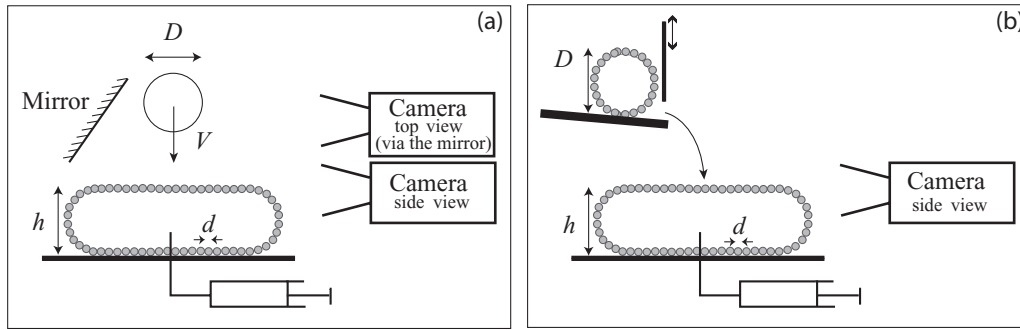 (a)
D
Mirror
V
Camera
top view
(via the mirror)
Camera
side view
h
d
(b)
D
Camera
side view
h
d